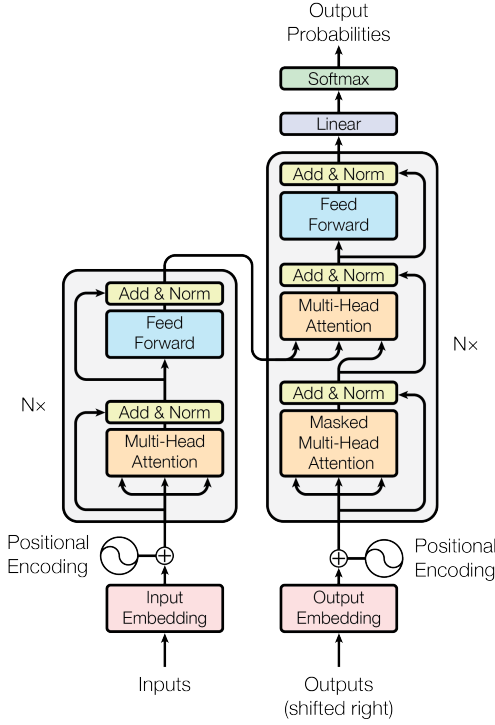 Output
Probabilities
Softmax
Linear
Add & Norm
Feed
Forward
Add & Norm
Multi-Head
Attention
Add & Norm
Masked
Multi-Head
Attention
N×
Add & Norm
Feed
Forward
Add & Norm
Multi-Head
Attention
N×
Positional
Encoding
Positional
Encoding
Input
Embedding
Output
Embedding
Inputs
Outputs
(shifted right)